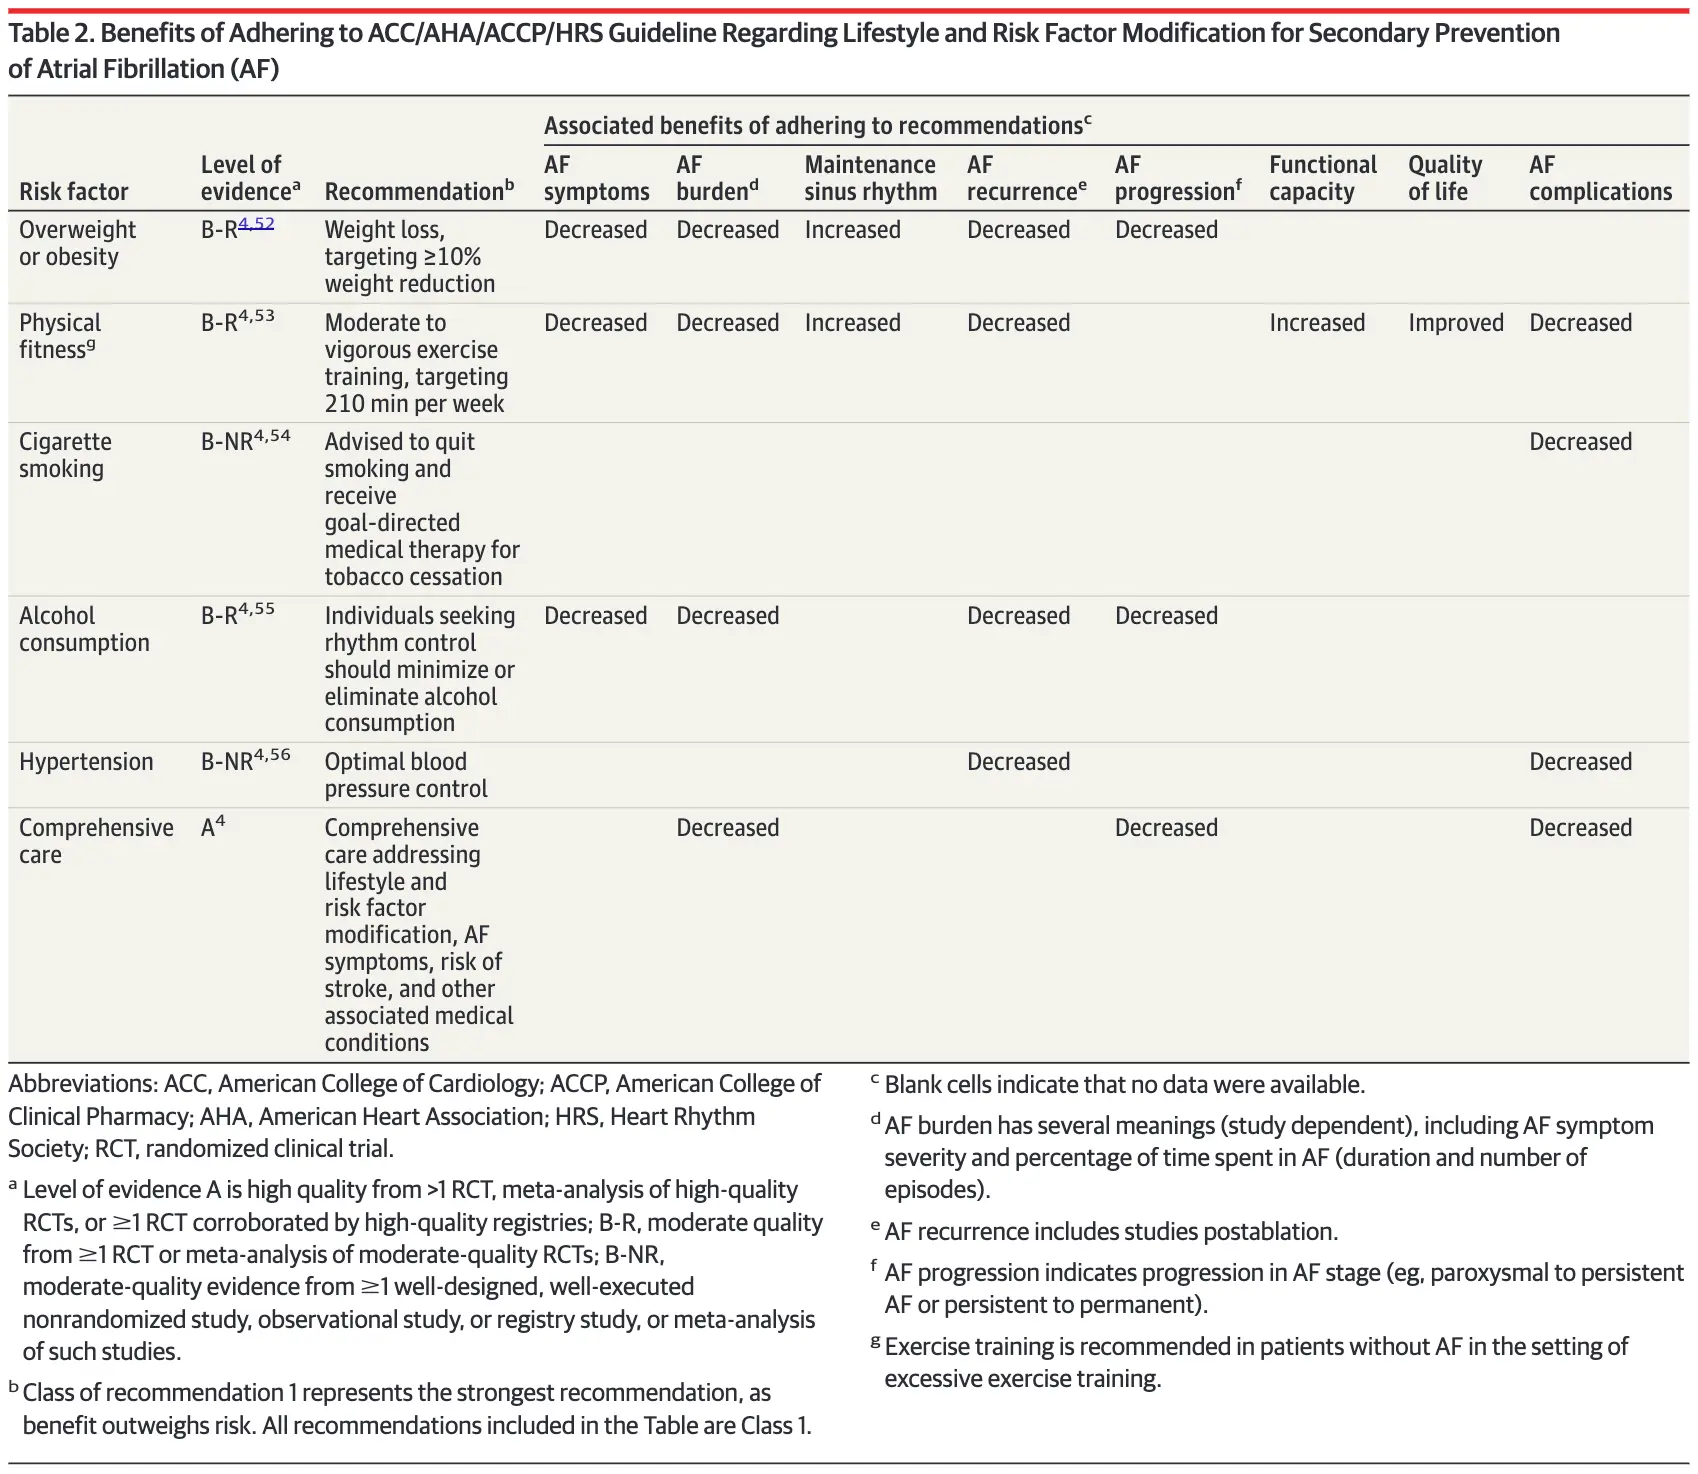 Table 2. Benefits of Adhering to ACC/AHA/ACCP/HRS Guideline Regarding Lifestyle and Risk Factor Modification for Secondary Prevention
of Atrial Fibrillation (AF)
Associated benefits of adhering to recommendationsᶜ
Risk factor Level of evidenceᵃ Recommendationᵇ AF symptoms AF burdenᵈ Maintenance sinus rhythm AF recurrenceᵉ AF progressionᶠ Functional capacity Quality of life AF complications
Overweight B-R⁴,⁵² Weight loss, Decreased Decreased Increased Decreased Decreased
or obesity targeting ≥10%
weight reduction
Physical B-R⁴,⁵³ Moderate to Decreased Decreased Increased Decreased Increased Improved Decreased
fitnessᵍ vigorous exercise
training, targeting
210 min per week
Cigarette B-NR⁴,⁵⁴ Advised to quit Decreased
smoking smoking and
receive
goal-directed
medical therapy for
tobacco cessation
Alcohol B-R⁴,⁵⁵ Individuals seeking Decreased Decreased Decreased Decreased
consumption rhythm control
should minimize or
eliminate alcohol
consumption
Hypertension B-NR⁴,⁵⁶ Optimal blood Decreased Decreased
pressure control
Comprehensive A⁴ Comprehensive Decreased Decreased Decreased
care care addressing
lifestyle and
risk factor
modification, AF
symptoms, risk of
stroke, and other
associated medical
conditions
Abbreviations: ACC, American College of Cardiology; ACCP, American College of
Clinical Pharmacy; AHA, American Heart Association; HRS, Heart Rhythm
Society; RCT, randomized clinical trial.
ᵃ Level of evidence A is high quality from >1 RCT, meta-analysis of high-quality
RCTs, or ≥1 RCT corroborated by high-quality registries; B-R, moderate quality
from ≥1 RCT or meta-analysis of moderate-quality RCTs; B-NR,
moderate-quality evidence from ≥1 well-designed, well-executed
nonrandomized study, observational study, or registry study, or meta-analysis
of such studies.
ᵇ Class of recommendation 1 represents the strongest recommendation, as
benefit outweighs risk. All recommendations included in the Table are Class 1.
ᶜ Blank cells indicate that no data were available.
ᵈ AF burden has several meanings (study dependent), including AF symptom
severity and percentage of time spent in AF (duration and number of
episodes).
ᵉ AF recurrence includes studies postablation.
ᶠ AF progression indicates progression in AF stage (eg, paroxysmal to persistent
AF or persistent to permanent).
ᵍ Exercise training is recommended in patients without AF in the setting of
excessive exercise training.